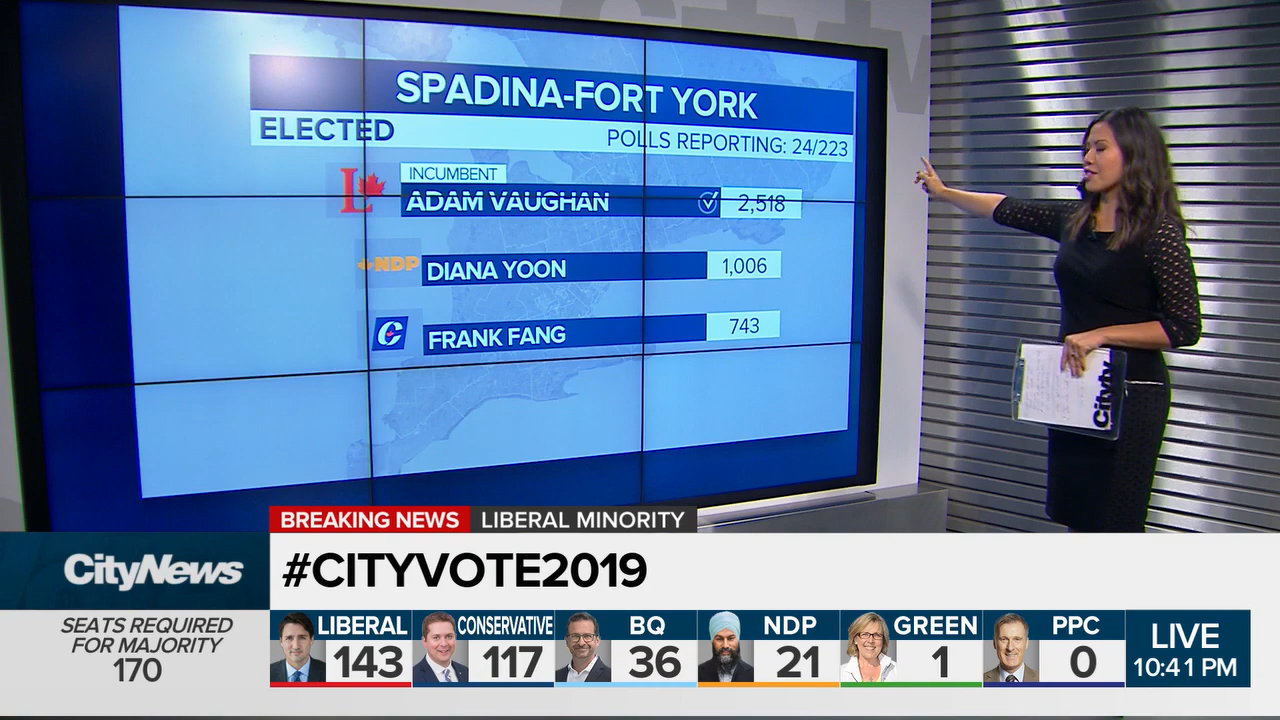 SPADINA-FORT YORK
ELECTED
POLLS REPORTING: 24/223
INCUMBENT
L
ADAM VAUGHAN
2,518
NDP
DIANA YOON
1,006
C
FRANK FANG
743
Citytv
BREAKING NEWS
LIBERAL MINORITY
CityNews
#CITYVOTE2019
SEATS REQUIRED
FOR MAJORITY
170
LIBERAL
143
CONSERVATIVE
117
BQ
36
NDP
21
GREEN
1
PPC
0
LIVE
10:41 PM